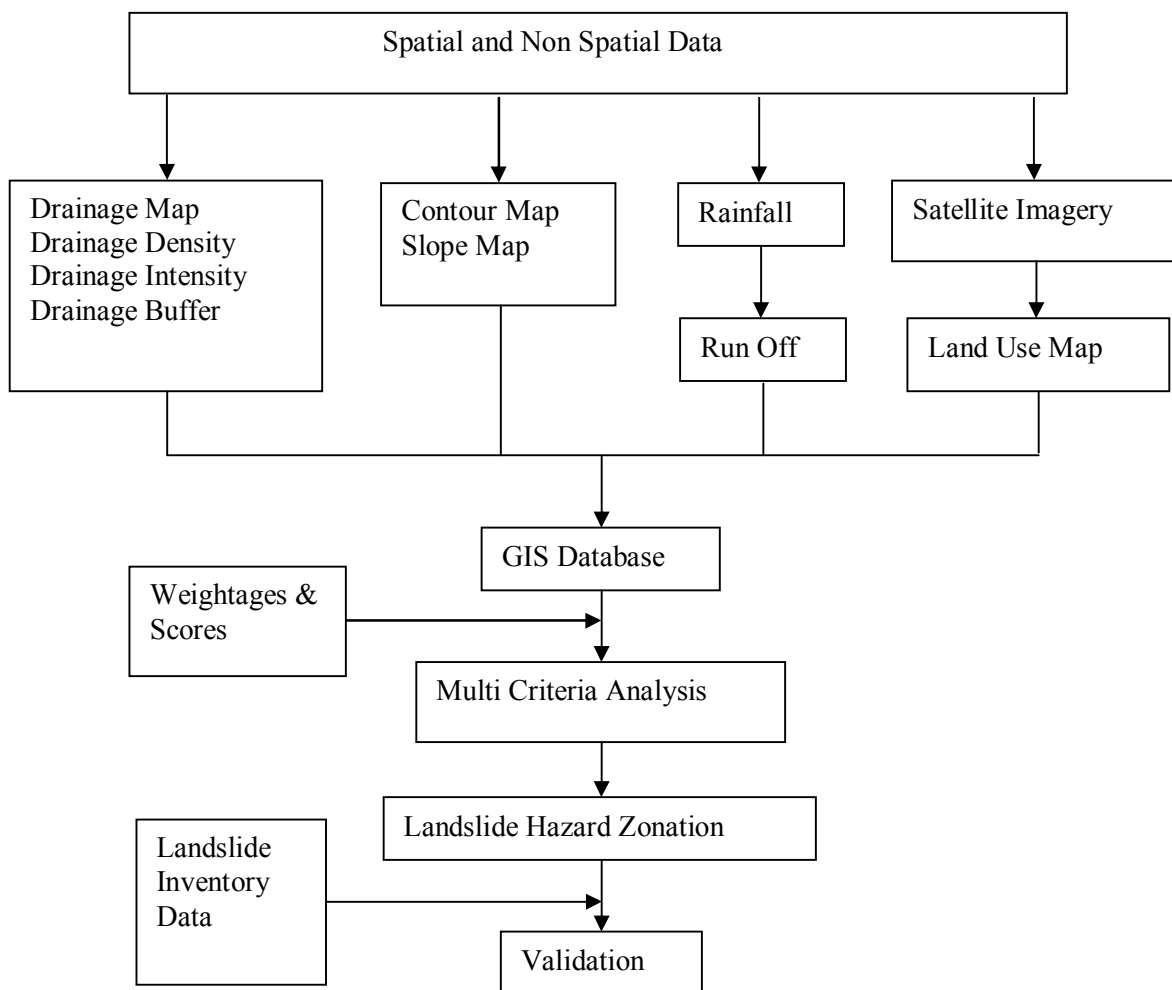 Spatial and Non Spatial Data
Drainage Map
Drainage Density
Drainage Intensity
Drainage Buffer
Contour Map
Slope Map
Rainfall
Satellite Imagery
Run Off
Land Use Map
GIS Database
Weightages &
Scores
Multi Criteria Analysis
Landslide Hazard Zonation
Landslide
Inventory
Data
Validation